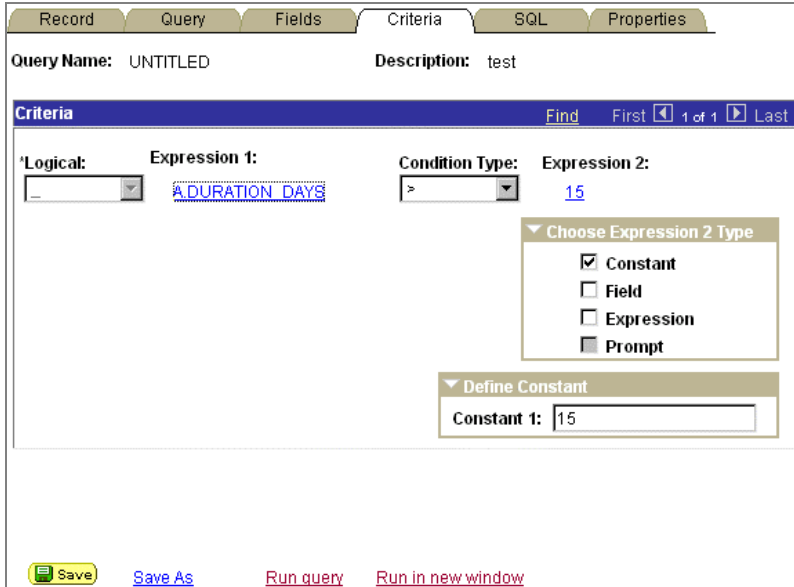 Record Query Fields Criteria SQL Properties
Query Name: UNTITLED Description: test
Criteria Find First 1 of 1 Last
*Logical: Expression 1: Condition Type: Expression 2:
_ A.DURATION_DAYS > 15
Choose Expression 2 Type
Constant
Field
Expression
Prompt
Define Constant
Constant 1: 15
Save Save As Run query Run in new window